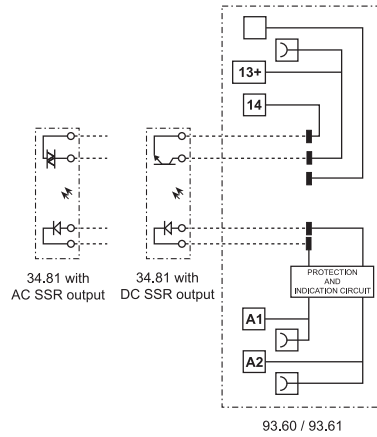 13+
14
34.81 with
AC SSR output
34.81 with
DC SSR output
PROTECTION
AND
INDICATION CIRCUIT
A1
A2
93.60 / 93.61